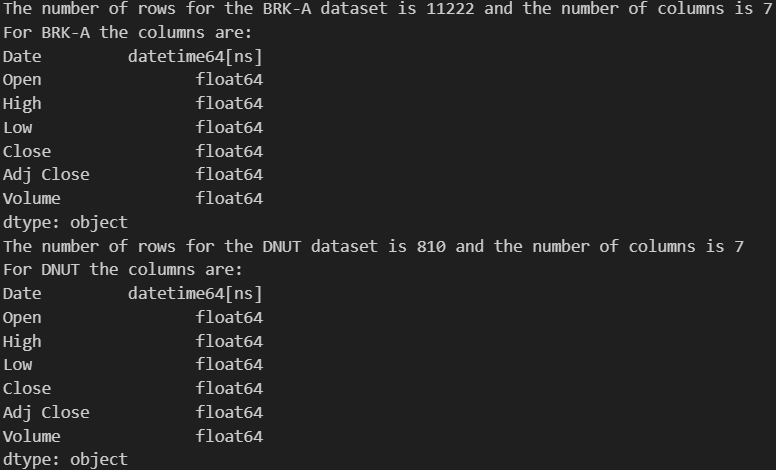 The number of rows for the BRK-A dataset is 11222 and the number of columns is 7
For BRK-A the columns are:
Date         datetime64[ns]
Open                float64
High                float64
Low                 float64
Close               float64
Adj Close           float64
Volume              float64
dtype: object
The number of rows for the DNUT dataset is 810 and the number of columns is 7
For DNUT the columns are:
Date         datetime64[ns]
Open                float64
High                float64
Low                 float64
Close               float64
Adj Close           float64
Volume              float64
dtype: object